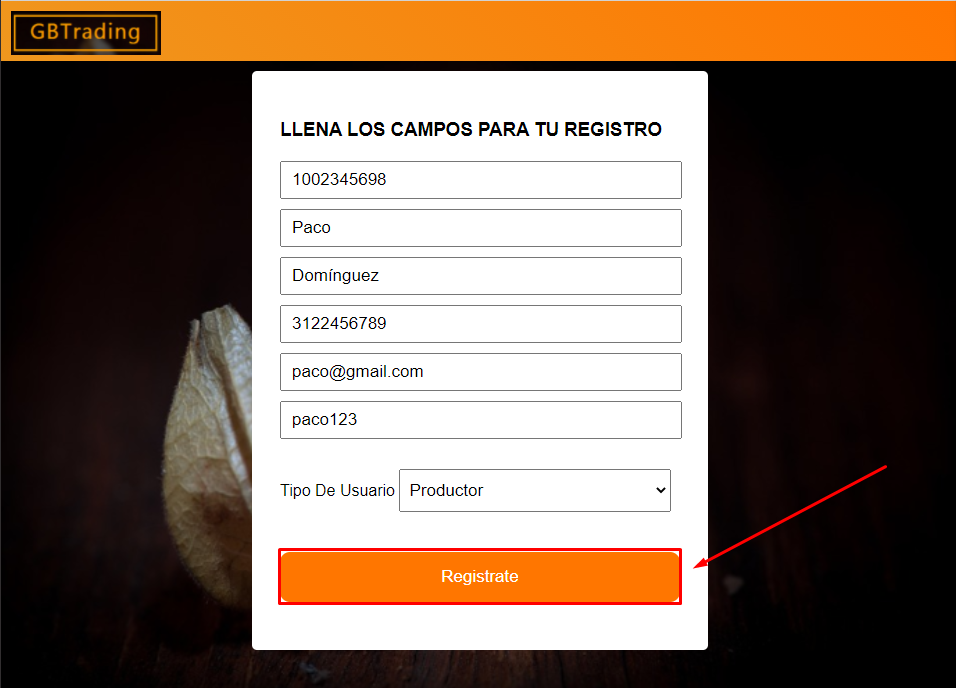 GBTrading
LLENA LOS CAMPOS PARA TU REGISTRO
1002345698
Paco
Domínguez
3122456789
paco@gmail.com
paco123
Tipo De Usuario Productor
Registrate